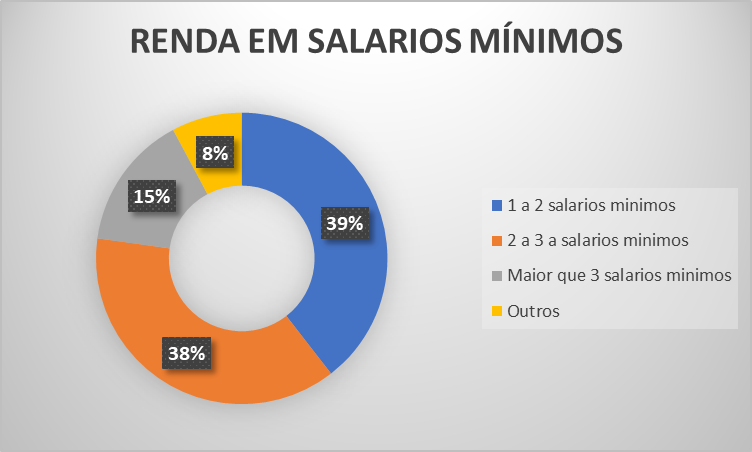 RENDA EM SALARIOS MÍNIMOS
8%
15%
39%
38%
1 a 2 salarios minimos
2 a 3 a salarios minimos
Maior que 3 salarios minimos
Outros